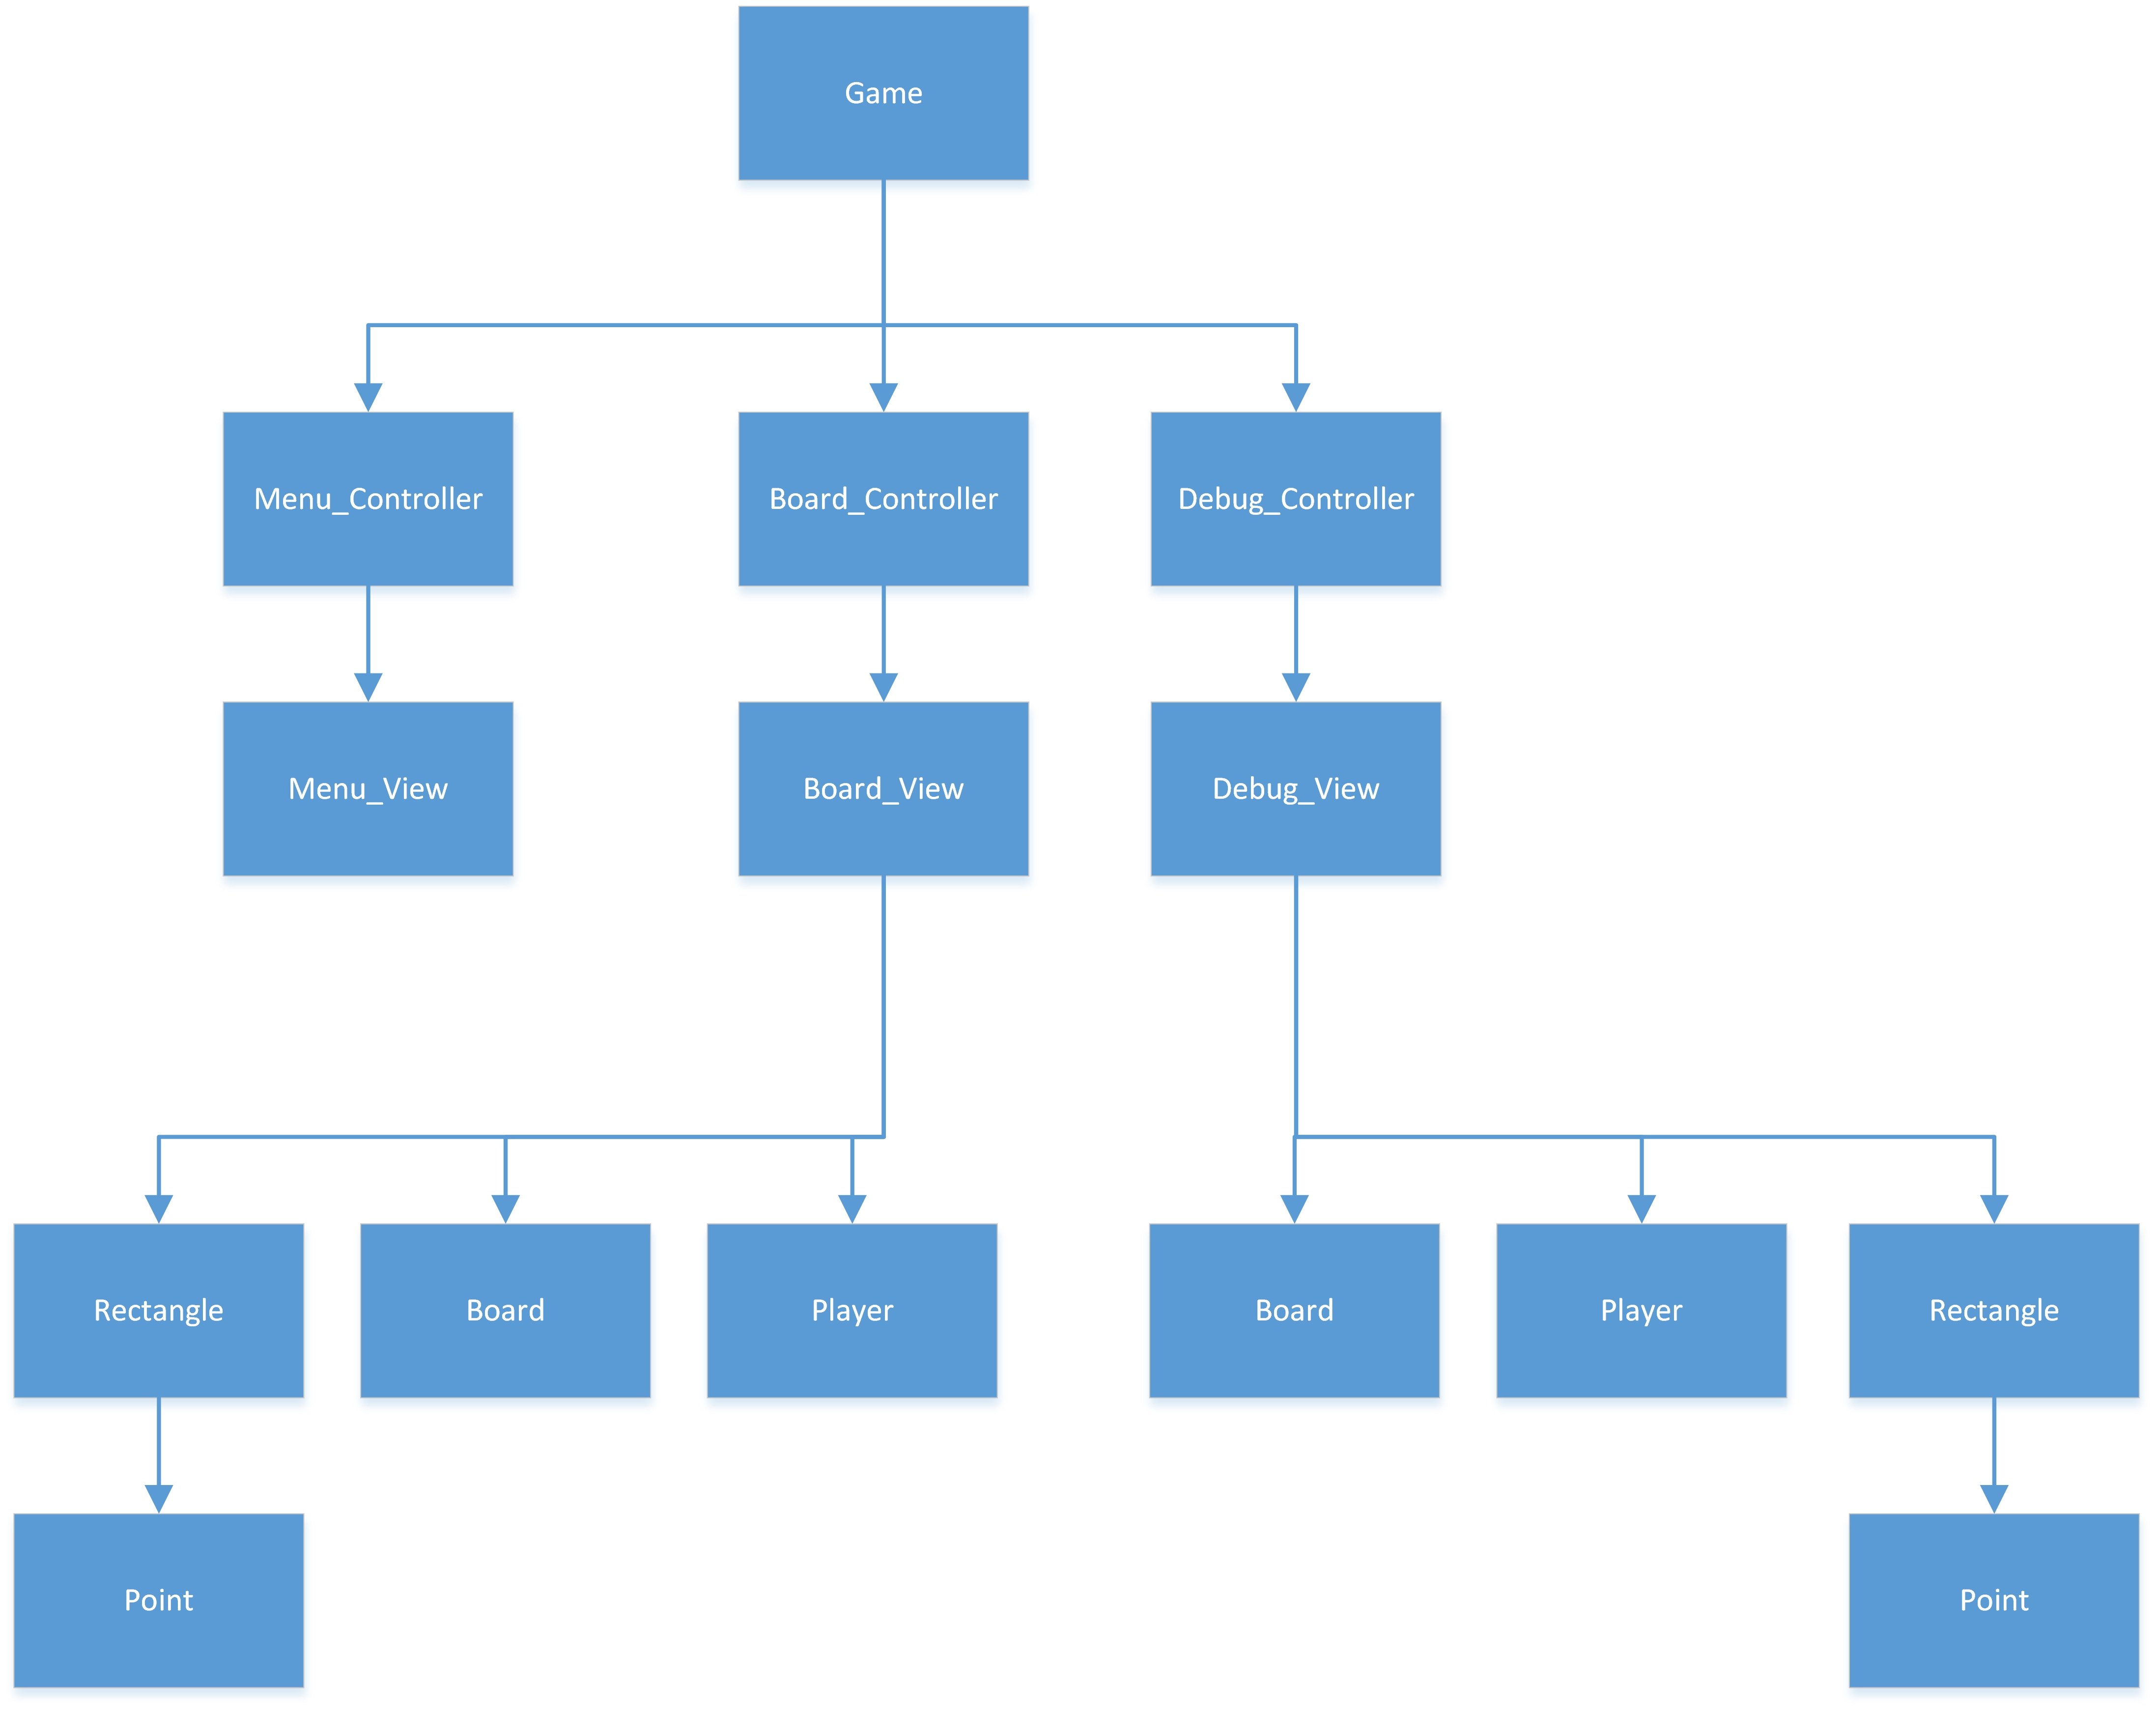 Game
Menu_Controller
Board_Controller
Debug_Controller
Menu_View
Board_View
Debug_View
Rectangle
Board
Player
Board
Player
Rectangle
Point
Point